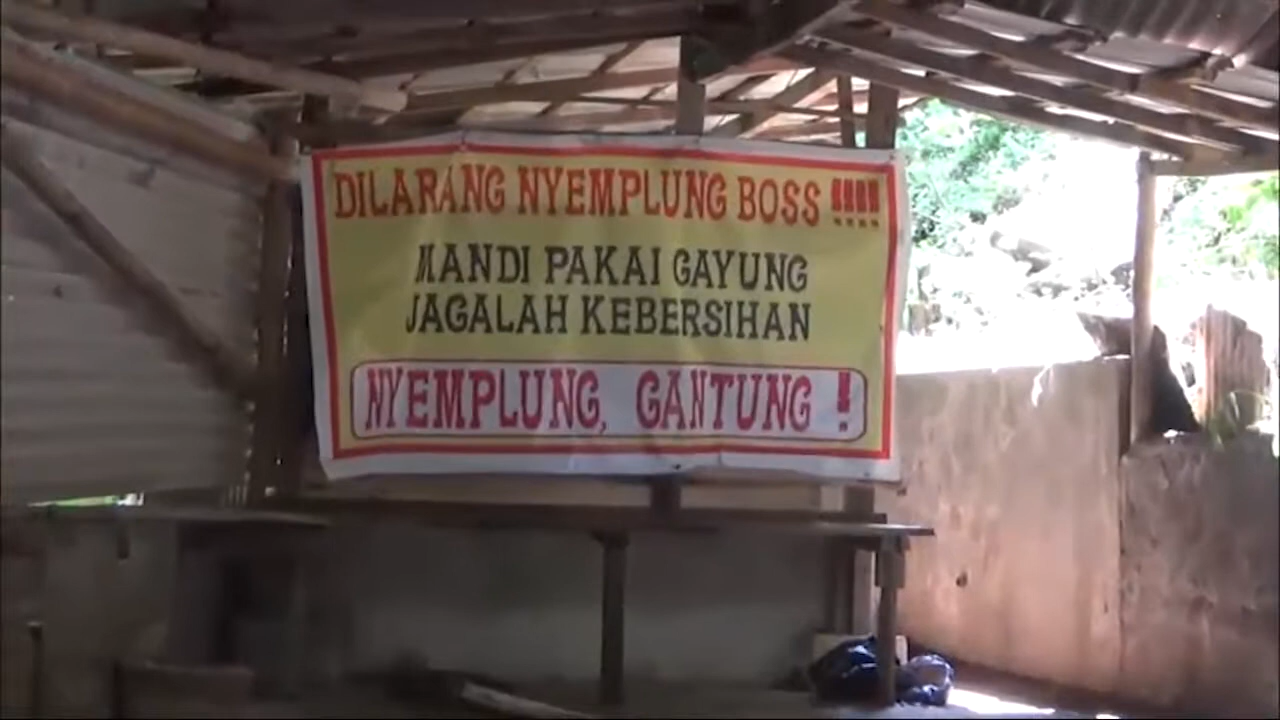 DILARANG NYEMPLUNG BOSS !!!!
MANDI PAKAI GAYUNG
JAGALAH KEBERSIHAN
NYEMPLUNG, GANTUNG !